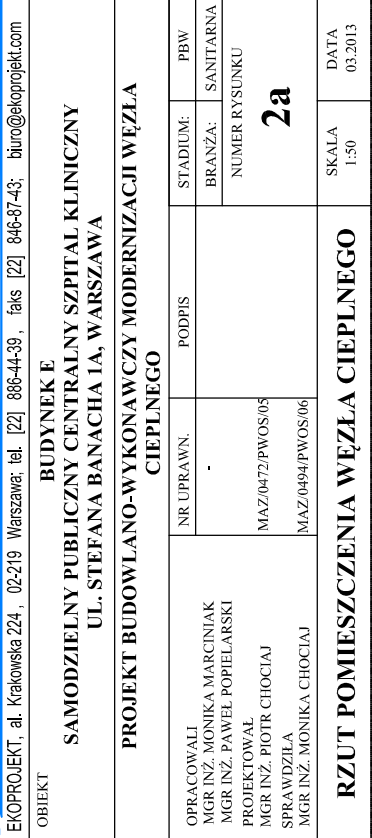 EKOPROJEKT, al. Krakowska 224 , 02-219 Warszawa; tel. [22] 886-44-39 , faks [22] 846-87-43; biuro@ekoprojekt.com
OBIEKT
BUDYNEK E
SAMODZIELNY PUBLICZNY CENTRALNY SZPITAL KLINICZNY
UL. STEFANA BANACHA 1A, WARSZAWA
PROJEKT BUDOWLANO-WYKONAWCZY MODERNIZACJI WĘZŁA
CIEPLNEGO
NR UPRAWN. PODPIS STADIUM: PBW
OPRACOWALI - BRANŻA: SANITARNA
MGR INŻ. MONIKA MARCINIAK
MGR INŻ. PAWEŁ POPIELARSKI
NUMER RYSUNKU
2a
PROJEKTOWAŁ
MGR INŻ. PIOTR CHOCIAJ MAZ/0472/PWOS/05
SPRAWDZIŁA
MGR INŻ. MONIKA CHOCIAJ MAZ/0494/PWOS/06
RZUT POMIESZCZENIA WĘZŁA CIEPLNEGO
SKALA
1:50
DATA
03.2013